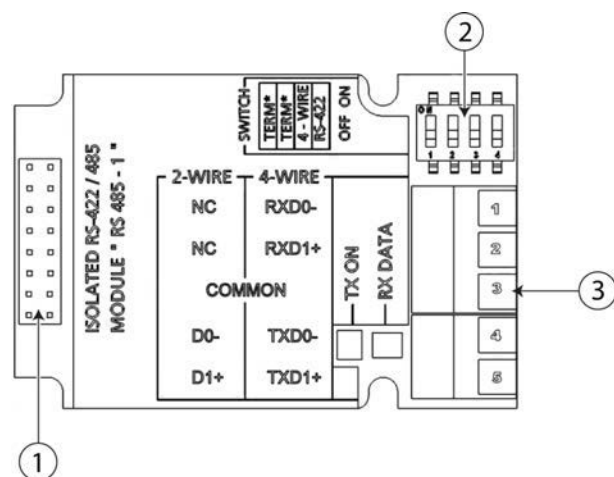 2
SWITCH
TERM*
TERM*
4 - WIRE
RS-422
OFF ON
ON
1 2 3 4
ISOLATED RS-422 / 485
MODULE " RS 485 - 1 "
2-WIRE 4-WIRE
NC RXD0-
NC RXD1+
COMMON
D0- TXD0-
D1+ TXD1+
TX ON
RX DATA
1
2
3
4
5
3
1